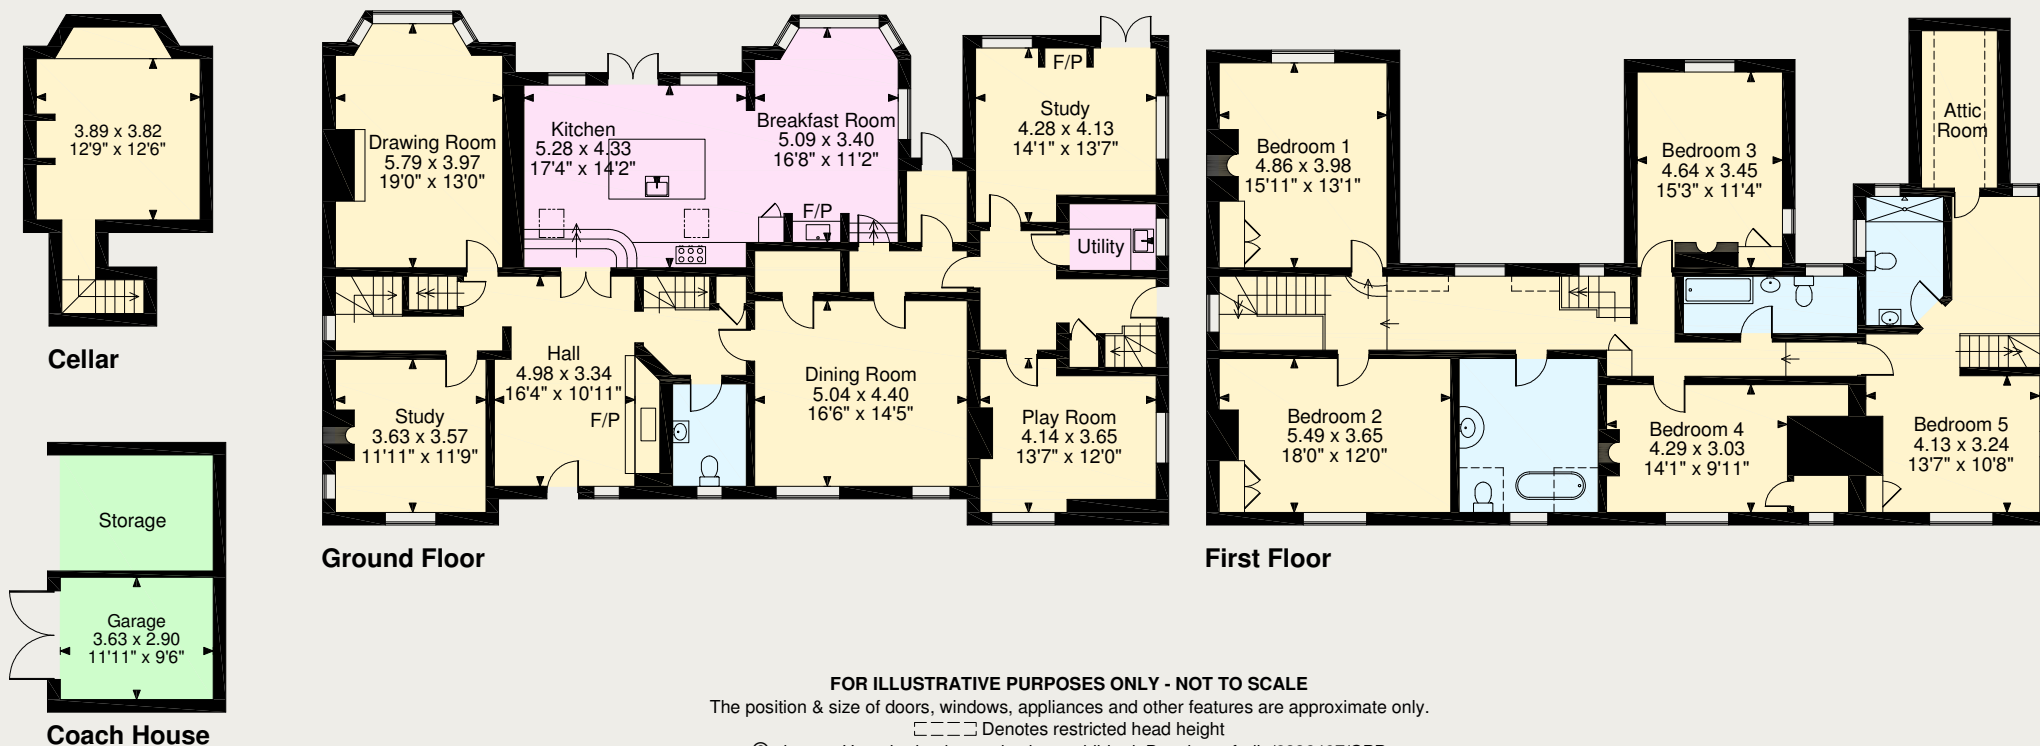 3.89 x 3.82
12'9" x 12'6"
Cellar
Storage
Garage
3.63 x 2.90
11'11" x 9'6"
Coach House
Drawing Room
5.79 x 3.97
19'0" x 13'0"
Kitchen
5.28 x 4.33
17'4" x 14'2"
Breakfast Room
5.09 x 3.40
16'8" x 11'2"
F/P
F/P
Study
4.28 x 4.13
14'1" x 13'7"
Utility
Hall
4.98 x 3.34
16'4" x 10'11"
F/P
Study
3.63 x 3.57
11'11" x 11'9"
Dining Room
5.04 x 4.40
16'6" x 14'5"
Play Room
4.14 x 3.65
13'7" x 12'0"
Ground Floor
Bedroom 1
4.86 x 3.98
15'11" x 13'1"
Bedroom 3
4.64 x 3.45
15'3" x 11'4"
Attic
Room
Bedroom 2
5.49 x 3.65
18'0" x 12'0"
Bedroom 4
4.29 x 3.03
14'1" x 9'11"
Bedroom 5
4.13 x 3.24
13'7" x 10'8"
First Floor
FOR ILLUSTRATIVE PURPOSES ONLY - NOT TO SCALE
The position & size of doors, windows, appliances and other features are approximate only.
Denotes restricted head height